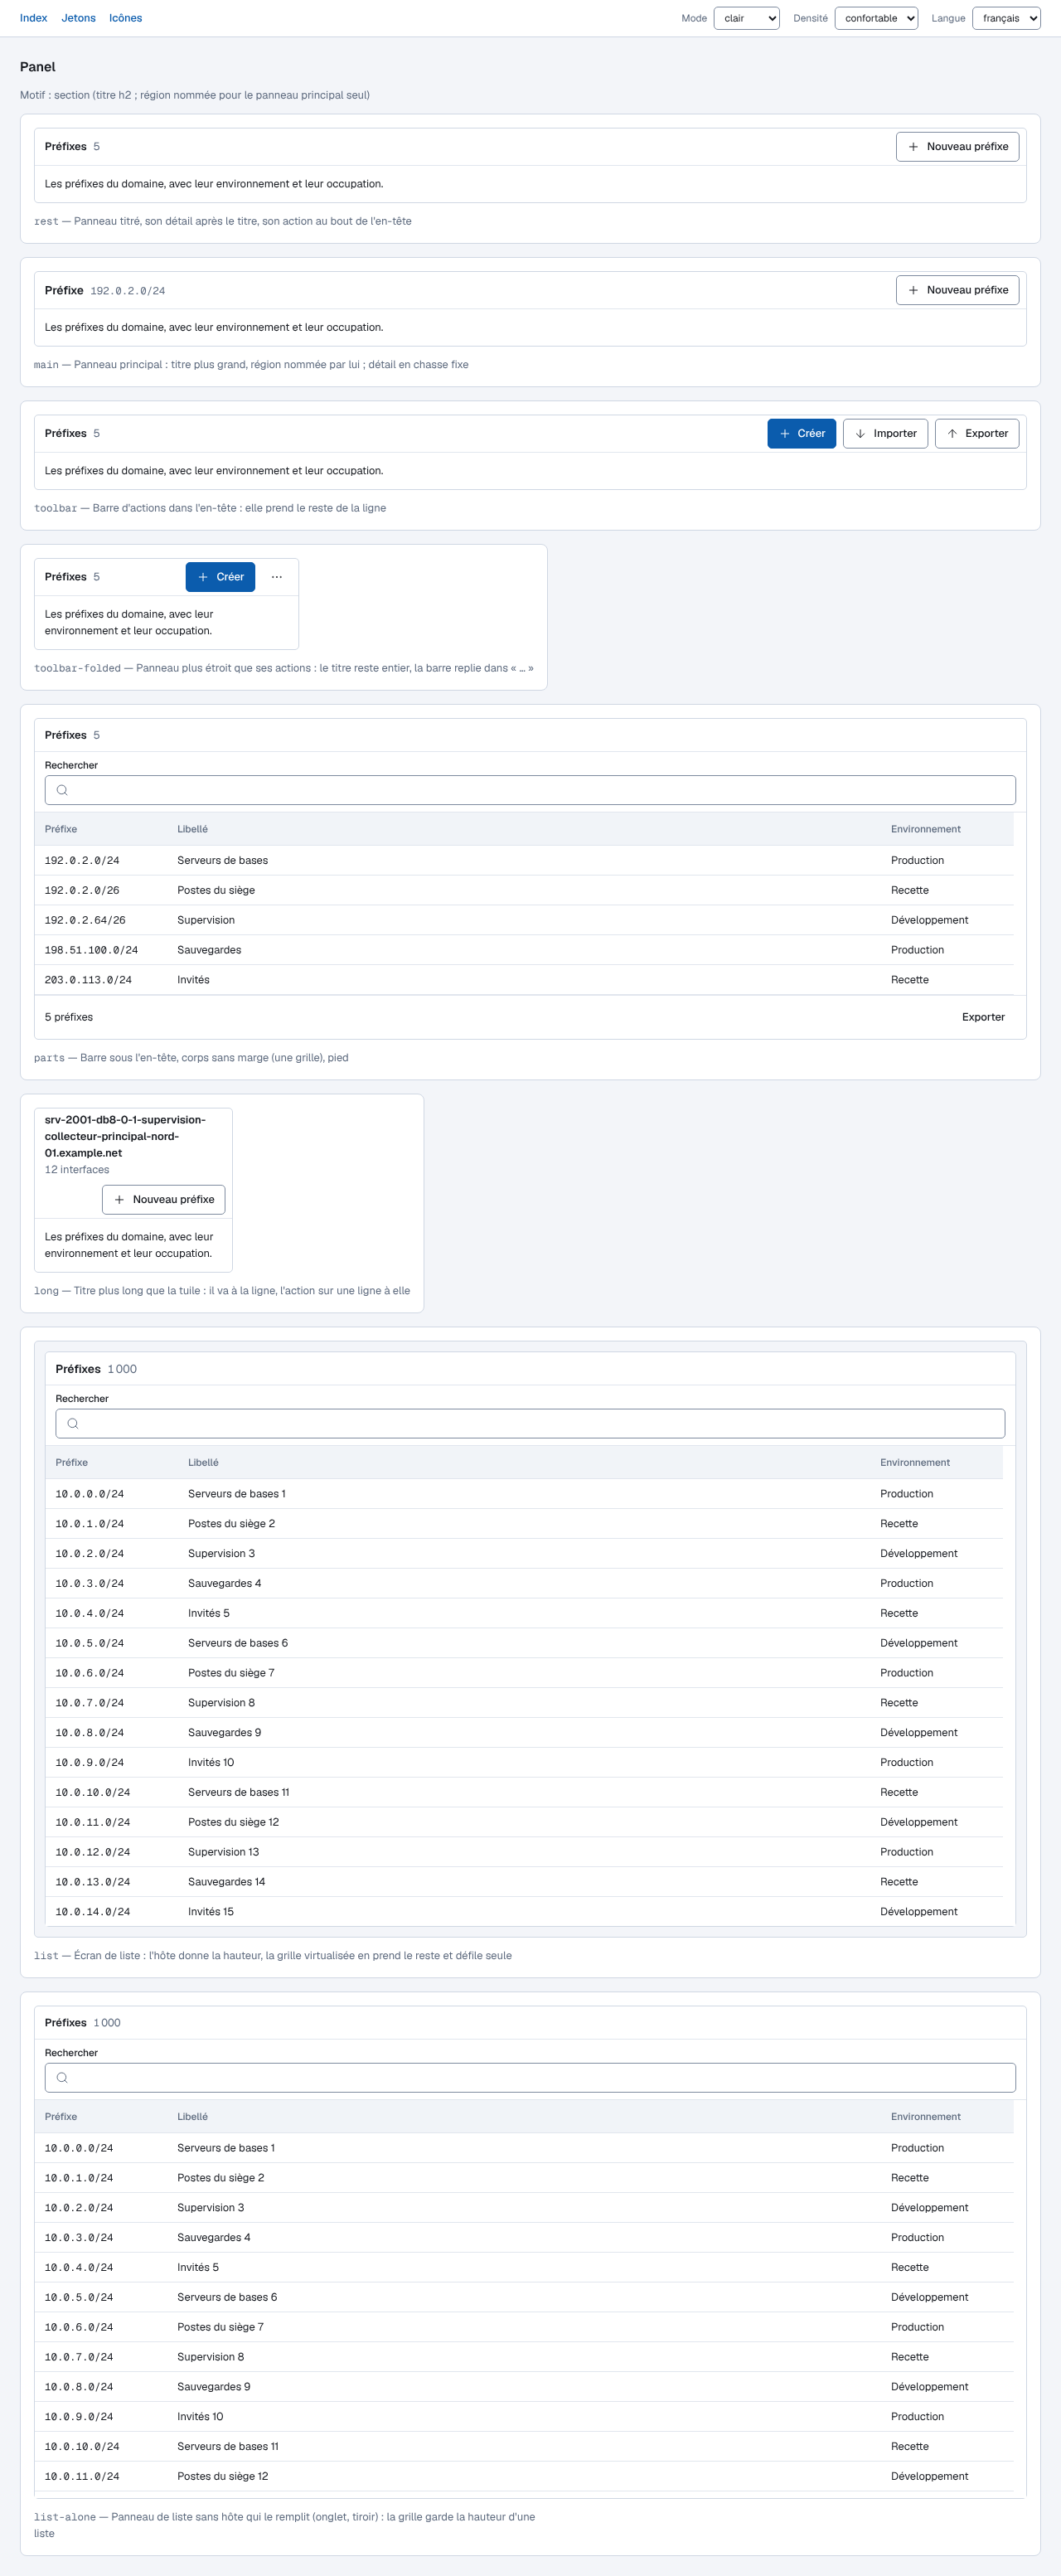 Index Jetons Icônes Mode clair Densité confortable Langue français
Panel
Motif : section (titre h2 ; région nommée pour le panneau principal seul)
Préfixes 5 Nouveau préfixe
Les préfixes du domaine, avec leur environnement et leur occupation.
rest — Panneau titré, son détail après le titre, son action au bout de l'en-tête
Préfixe 192.0.2.0/24 Nouveau préfixe
Les préfixes du domaine, avec leur environnement et leur occupation.
main — Panneau principal : titre plus grand, région nommée par lui ; détail en chasse fixe
Préfixes 5 Créer Importer Exporter
Les préfixes du domaine, avec leur environnement et leur occupation.
toolbar — Barre d'actions dans l'en-tête : elle prend le reste de la ligne
Préfixes 5 Créer ...
Les préfixes du domaine, avec leur
environnement et leur occupation.
toolbar-folded — Panneau plus étroit que ses actions : le titre reste entier, la barre replie dans « … »
Préfixes 5
Rechercher
Préfixe Libellé Environnement
192.0.2.0/24 Serveurs de bases Production
192.0.2.0/26 Postes du siège Recette
192.0.2.64/26 Supervision Développement
198.51.100.0/24 Sauvegardes Production
203.0.113.0/24 Invités Recette
5 préfixes Exporter
parts — Barre sous l'en-tête, corps sans marge (une grille), pied
srv-2001-db8-0-1-supervision-
collecteur-principal-nord-
01.example.net
12 interfaces
Nouveau préfixe
Les préfixes du domaine, avec leur
environnement et leur occupation.
long — Titre plus long que la tuile : il va à la ligne, l'action sur une ligne à elle
Préfixes 1 000
Rechercher
Préfixe Libellé Environnement
10.0.0.0/24 Serveurs de bases 1 Production
10.0.1.0/24 Postes du siège 2 Recette
10.0.2.0/24 Supervision 3 Développement
10.0.3.0/24 Sauvegardes 4 Production
10.0.4.0/24 Invités 5 Recette
10.0.5.0/24 Serveurs de bases 6 Développement
10.0.6.0/24 Postes du siège 7 Production
10.0.7.0/24 Supervision 8 Recette
10.0.8.0/24 Sauvegardes 9 Développement
10.0.9.0/24 Invités 10 Production
10.0.10.0/24 Serveurs de bases 11 Recette
10.0.11.0/24 Postes du siège 12 Développement
10.0.12.0/24 Supervision 13 Production
10.0.13.0/24 Sauvegardes 14 Recette
10.0.14.0/24 Invités 15 Développement
list — Écran de liste : l'hôte donne la hauteur, la grille virtualisée en prend le reste et défile seule
Préfixes 1 000
Rechercher
Préfixe Libellé Environnement
10.0.0.0/24 Serveurs de bases 1 Production
10.0.1.0/24 Postes du siège 2 Recette
10.0.2.0/24 Supervision 3 Développement
10.0.3.0/24 Sauvegardes 4 Production
10.0.4.0/24 Invités 5 Recette
10.0.5.0/24 Serveurs de bases 6 Développement
10.0.6.0/24 Postes du siège 7 Production
10.0.7.0/24 Supervision 8 Recette
10.0.8.0/24 Sauvegardes 9 Développement
10.0.9.0/24 Invités 10 Production
10.0.10.0/24 Serveurs de bases 11 Recette
10.0.11.0/24 Postes du siège 12 Développement
list-alone — Panneau de liste sans hôte qui le remplit (onglet, tiroir) : la grille garde la hauteur d'une
liste